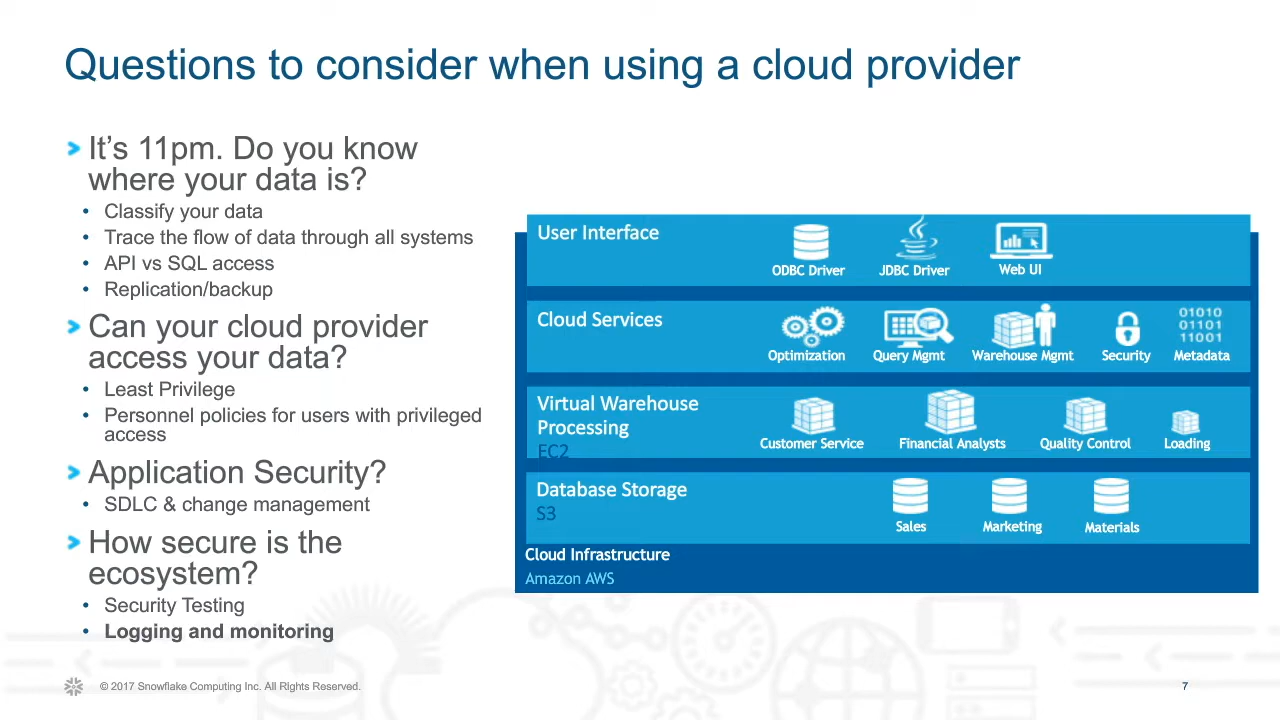 Questions to consider when using a cloud provider
It’s 11pm. Do you know
where your data is?
• Classify your data
• Trace the flow of data through all systems
• API vs SQL access
• Replication/backup
Can your cloud provider
access your data?
• Least Privilege
• Personnel policies for users with privileged
access
Application Security?
• SDLC & change management
How secure is the
ecosystem?
• Security Testing
• Logging and monitoring
User Interface
ODBC Driver
JDBC Driver
Web UI
Cloud Services
01010
01101
11001
Optimization
Query Mgmt
Warehouse Mgmt
Security
Metadata
Virtual Warehouse
Processing
EC2
Customer Service
Financial Analysts
Quality Control
Loading
Database Storage
S3
Sales
Marketing
Materials
Cloud Infrastructure
Amazon AWS
© 2017 Snowflake Computing Inc. All Rights Reserved.
7